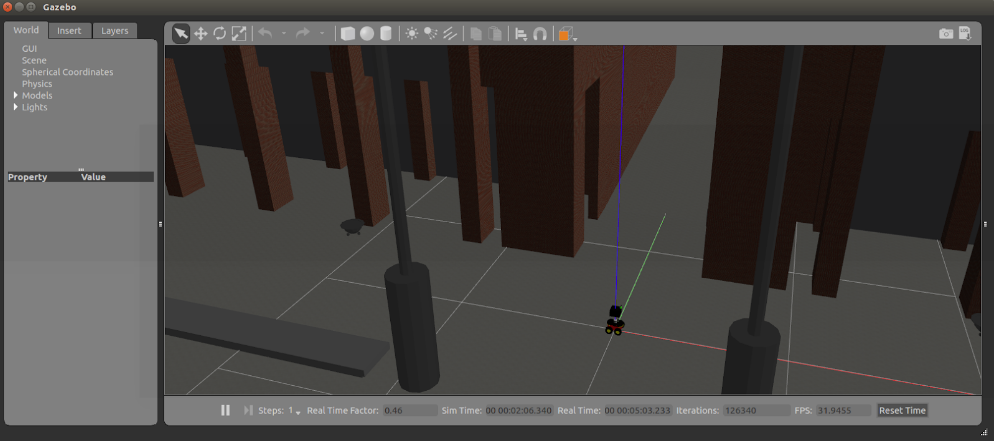 Gazebo
World Insert Layers
GUI
Scene
Spherical Coordinates
Physics
Models
Lights
Property Value
Steps: 1 Real Time Factor: 0.46 Sim Time: 00 00:02:06.340 Real Time: 00 00:05:03.233 Iterations: 126340 FPS: 31.9455 Reset Time